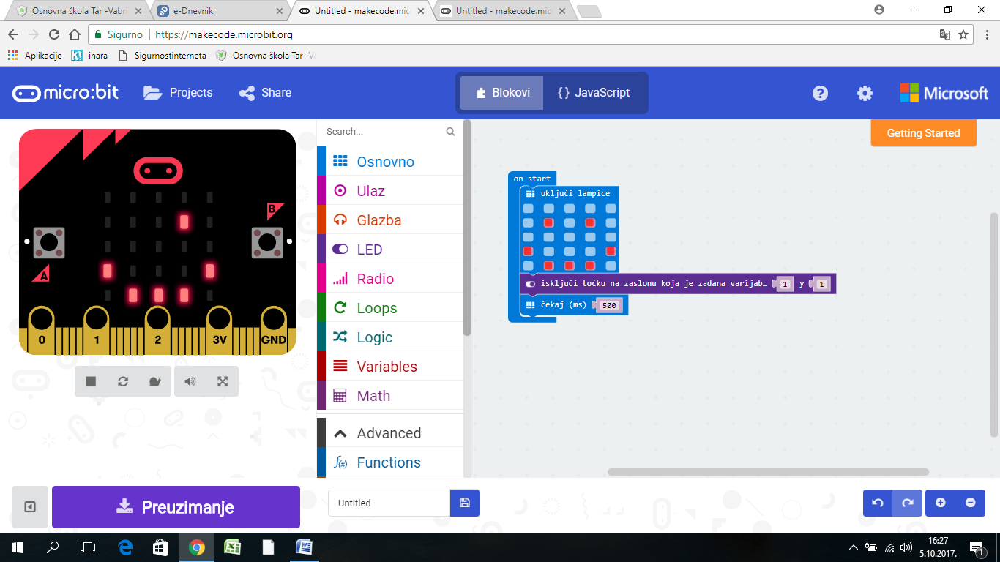 Osnovna škola Tar -Vabri
e-Dnevnik
Untitled - makecode.mic
Untitled - makecode.mic
Sigurno
https://makecode.microbit.org
Aplikacije
inara
Sigurnostinterneta
Osnovna škola Tar -Va
micro:bit
Projects
Share
Blokovi
{} JavaScript
Microsoft
Search...
Getting Started
Osnovno
Ulaz
Glazba
LED
Radio
Loops
Logic
Variables
Math
Advanced
Functions
B
A
0
1
2
3V
GND
on start
uključi lampice
isključi točku na zaslonu koja je zadana varijab… 1 y 1
čekaj (ms) 500
Preuzimanje
Untitled
16:27
5.10.2017.
1